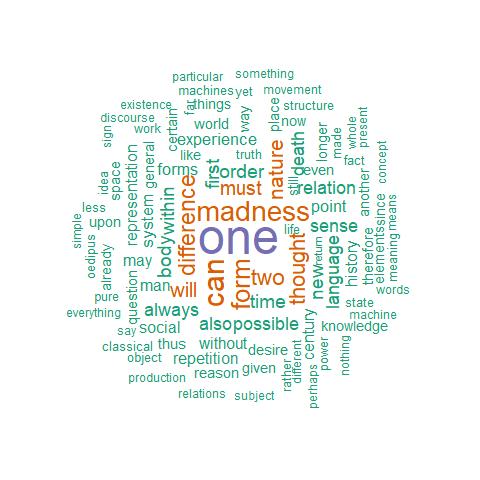 particular something
machines yet movement
existence far things way place structure
discourse certain world now
sign work experience death longer made whole present
like truth nature still even fact concept
idea space representation general forms first order must relation another
less system within difference madness point since
simple upon body one life sense therefore elements means
oedipus already may can form two thought return language history meaning
pure question man will time new state words
everything always machine
say social also possible century knowledge
classical thus without desire rather different power nothing
object repetition reason given perhaps
production
relations subject